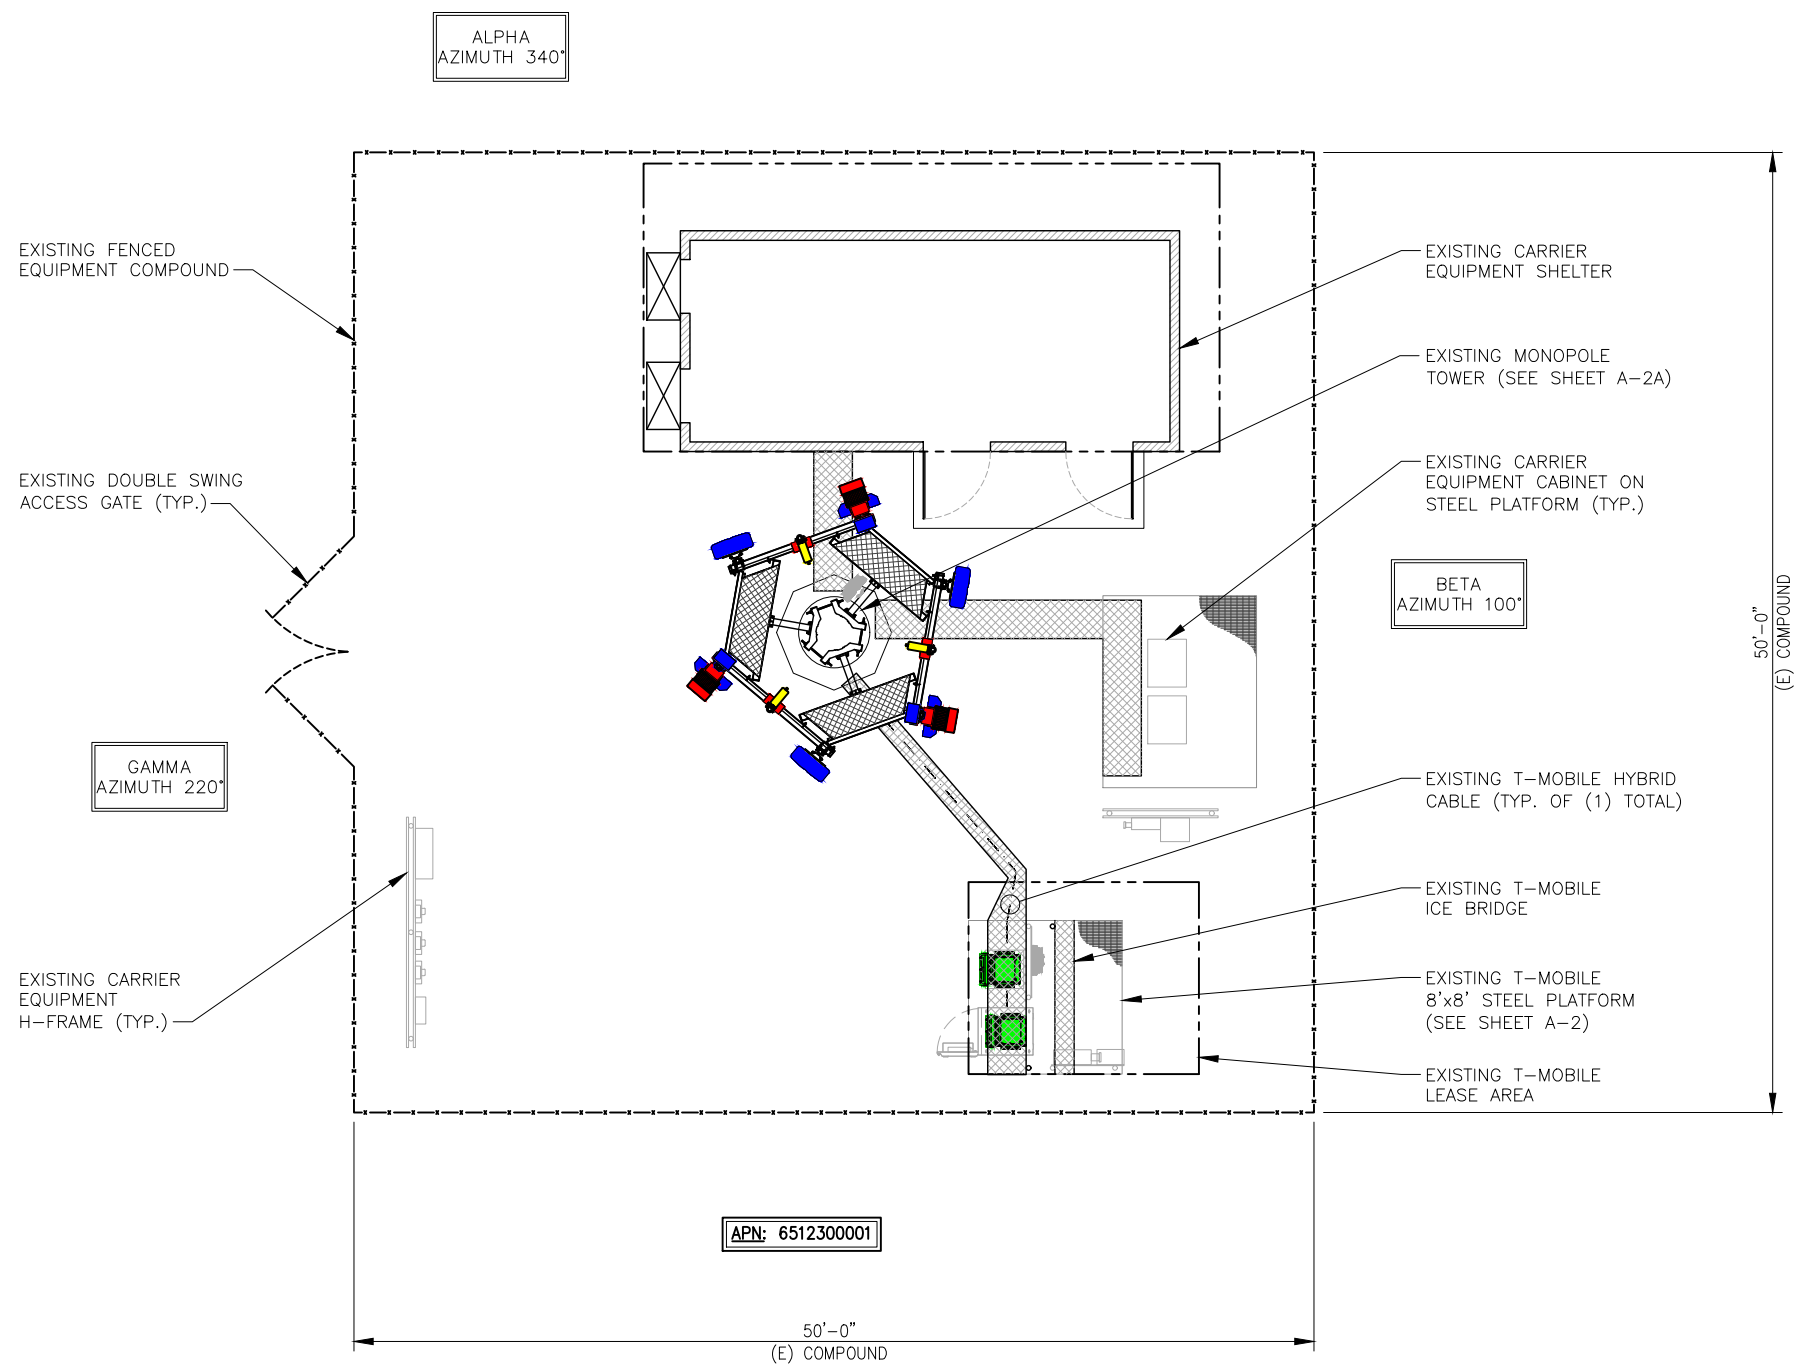 ALPHA
AZIMUTH 340°
EXISTING FENCED
EQUIPMENT COMPOUND
EXISTING DOUBLE SWING
ACCESS GATE (TYP.)
GAMMA
AZIMUTH 220°
EXISTING CARRIER
EQUIPMENT
H-FRAME (TYP.)
EXISTING CARRIER
EQUIPMENT SHELTER
EXISTING MONOPOLE
TOWER (SEE SHEET A-2A)
EXISTING CARRIER
EQUIPMENT CABINET ON
STEEL PLATFORM (TYP.)
BETA
AZIMUTH 100°
50'-0"
(E) COMPOUND
EXISTING T-MOBILE HYBRID
CABLE (TYP. OF (1) TOTAL)
EXISTING T-MOBILE
ICE BRIDGE
EXISTING T-MOBILE
8'x8' STEEL PLATFORM
(SEE SHEET A-2)
EXISTING T-MOBILE
LEASE AREA
APN: 6512300001
50'-0"
(E) COMPOUND